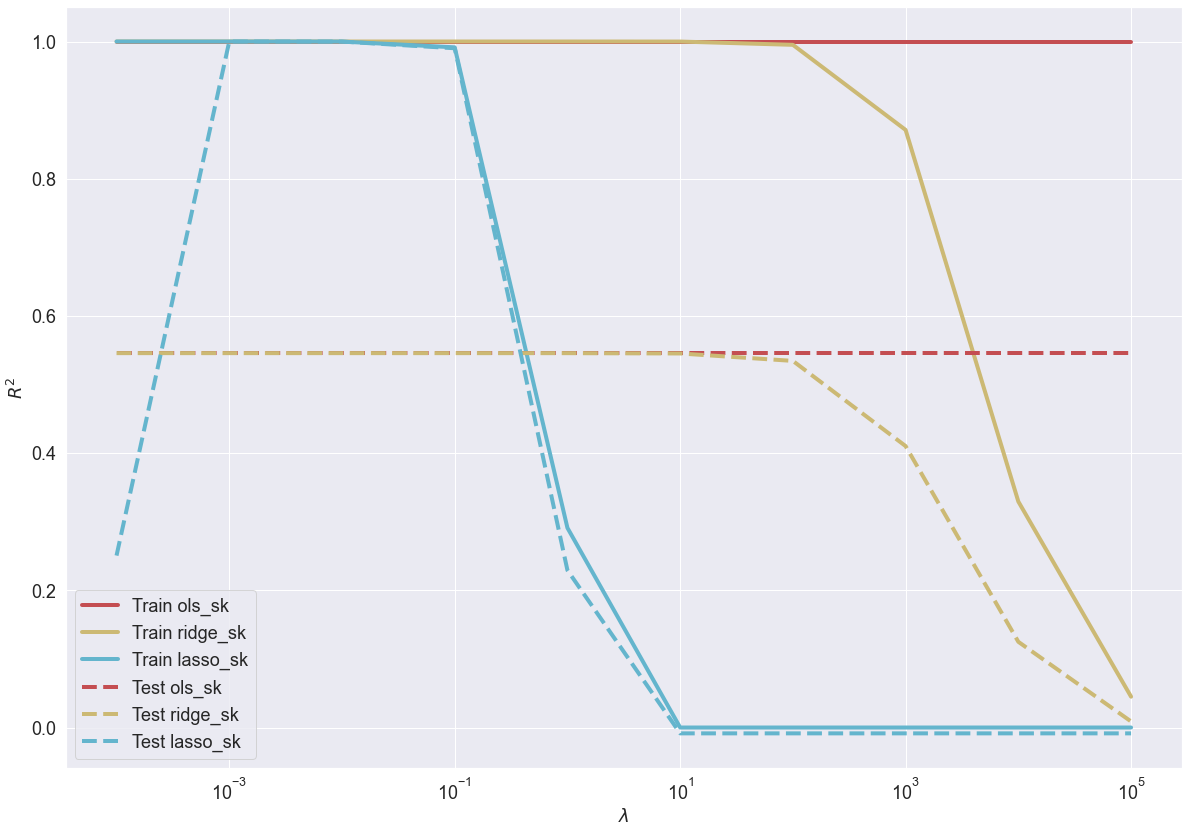 1.0
0.8
0.6
0.4
0.2
0.0
R²
Train ols_sk
Train ridge_sk
Train lasso_sk
Test ols_sk
Test ridge_sk
Test lasso_sk
10⁻³ 10⁻¹ 10¹ 10³ 10⁵
λ